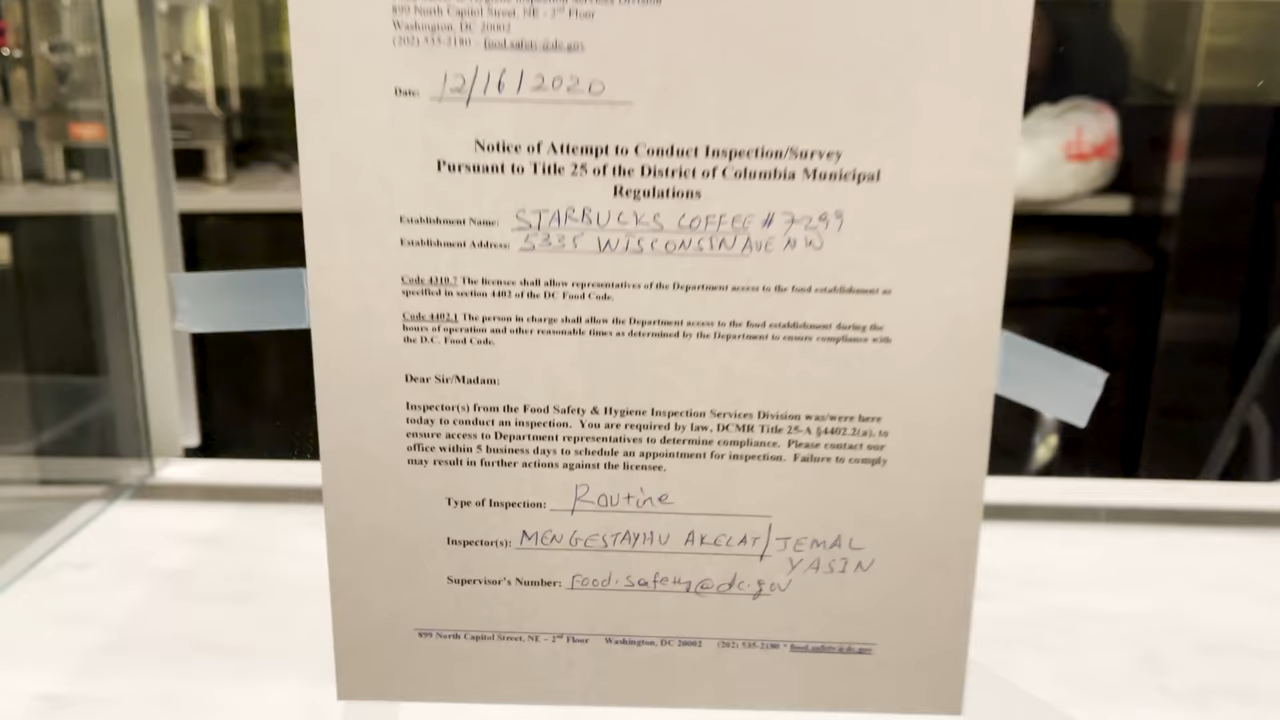 899 North Capitol Street, NE - 2nd Floor
Washington, DC 20002
(202) 535-2180 - food.safety@dc.gov
Date: 12/16/2020
Notice of Attempt to Conduct Inspection/Survey
Pursuant to Title 25 of the District of Columbia Municipal
Regulations
Establishment Name: STARBUCKS COFFEE # 7299
Establishment Address: 5335 WISCONSIN AVE NW
Code 4310.7 The licensee shall allow representatives of the Department access to the food establishment as
specified in section 4402 of the DC Food Code.
Code 4402.1 The person in charge shall allow the Department access to the food establishment during the
hours of operation and other reasonable times as determined by the Department to ensure compliance with
the D.C. Food Code.
Dear Sir/Madam:
Inspector(s) from the Food Safety & Hygiene Inspection Services Division was/were here
today to conduct an inspection. You are required by law, DCMR Title 25-A §4402.2(a), to
ensure access to Department representatives to determine compliance. Please contact our
office within 5 business days to schedule an appointment for inspection. Failure to comply
may result in further actions against the licensee.
Type of Inspection: Routine
Inspector(s): MENGESTAYHU AKELAT/JEMAL
YASIN
Supervisor's Number: Food.safety@dc.gov
899 North Capitol Street, NE - 2nd Floor Washington, DC 20002 (202) 535-2180 * food.safety@dc.gov